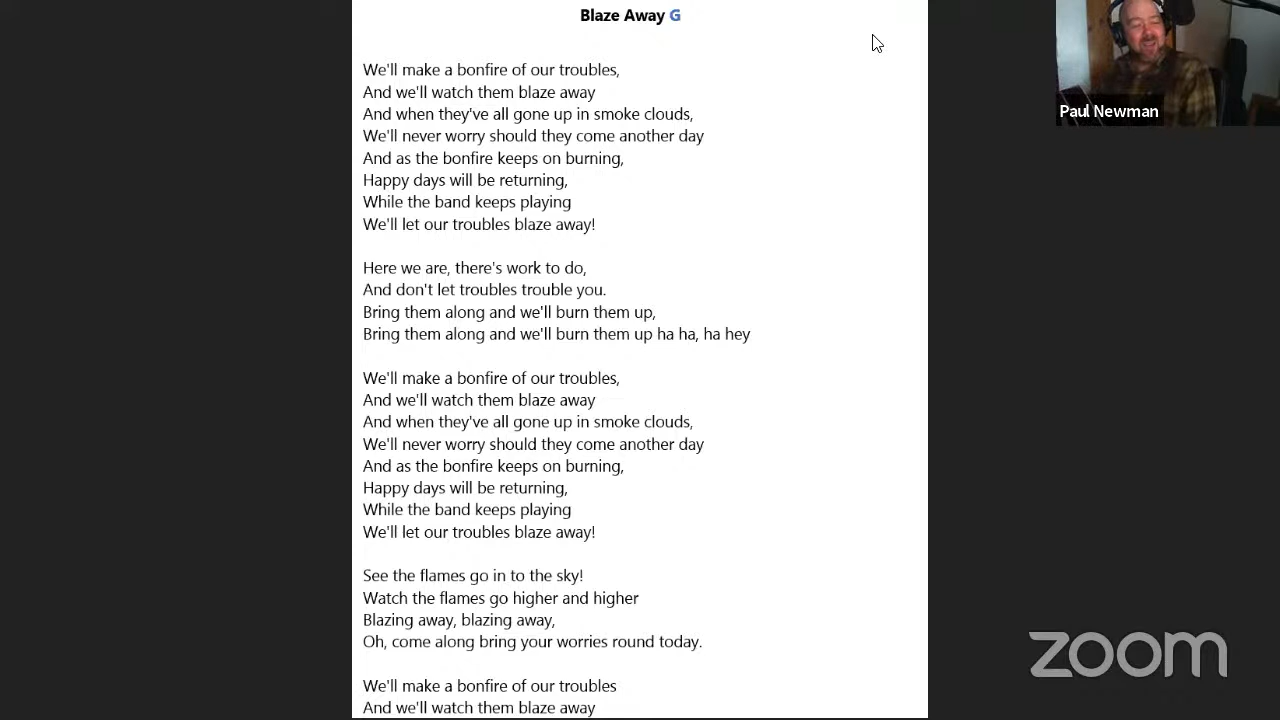 Blaze Away G
We'll make a bonfire of our troubles,
And we'll watch them blaze away
And when they've all gone up in smoke clouds,
We'll never worry should they come another day
And as the bonfire keeps on burning,
Happy days will be returning,
While the band keeps playing
We'll let our troubles blaze away!
Here we are, there's work to do,
And don't let troubles trouble you.
Bring them along and we'll burn them up,
Bring them along and we'll burn them up ha ha, ha hey
We'll make a bonfire of our troubles,
And we'll watch them blaze away
And when they've all gone up in smoke clouds,
We'll never worry should they come another day
And as the bonfire keeps on burning,
Happy days will be returning,
While the band keeps playing
We'll let our troubles blaze away!
See the flames go in to the sky!
Watch the flames go higher and higher
Blazing away, blazing away,
Oh, come along bring your worries round today.
We'll make a bonfire of our troubles
And we'll watch them blaze away
Paul Newman
zoom